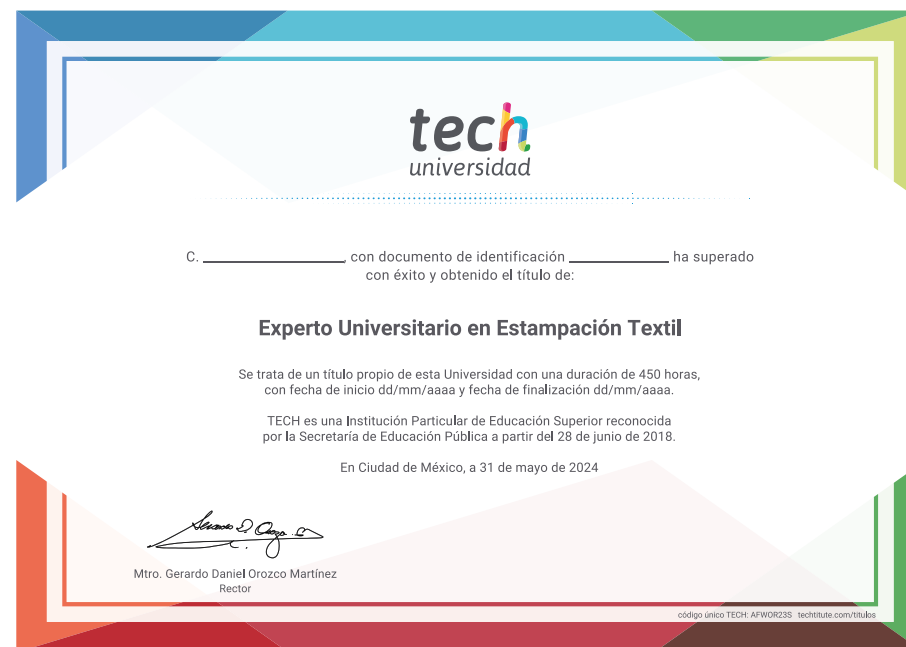 tech
universidad
C. ____________, con documento de identificación _________ ha superado
con éxito y obtenido el título de:
Experto Universitario en Estampación Textil
Se trata de un título propio de esta Universidad con una duración de 450 horas,
con fecha de inicio dd/mm/aaaa y fecha de finalización dd/mm/aaaa.
TECH es una Institución Particular de Educación Superior reconocida
por la Secretaría de Educación Pública a partir del 28 de junio de 2018.
En Ciudad de México, a 31 de mayo de 2024
Mtro. Gerardo Daniel Orozco Martínez
Rector
código único TECH: AFWOR23S techtitute.com/titulos